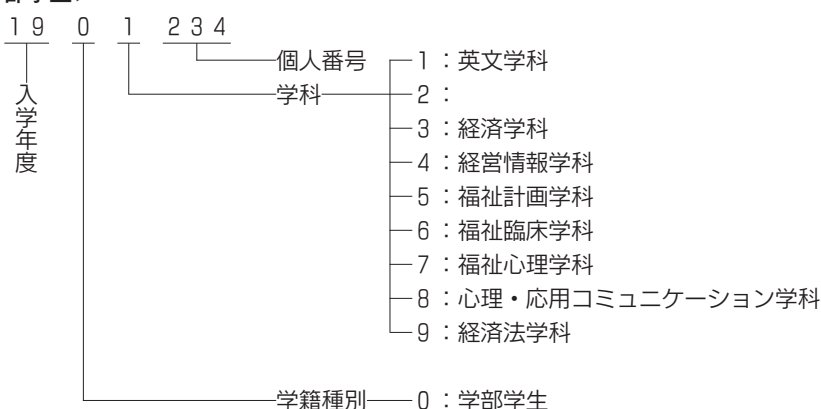 19 0 1 234
個人番号
学科
入学年度
1：英文学科
2：
3：経済学科
4：経営情報学科
5：福祉計画学科
6：福祉臨床学科
7：福祉心理学科
8：心理・応用コミュニケーション学科
9：経済法学科
学籍種別 0：学部学生